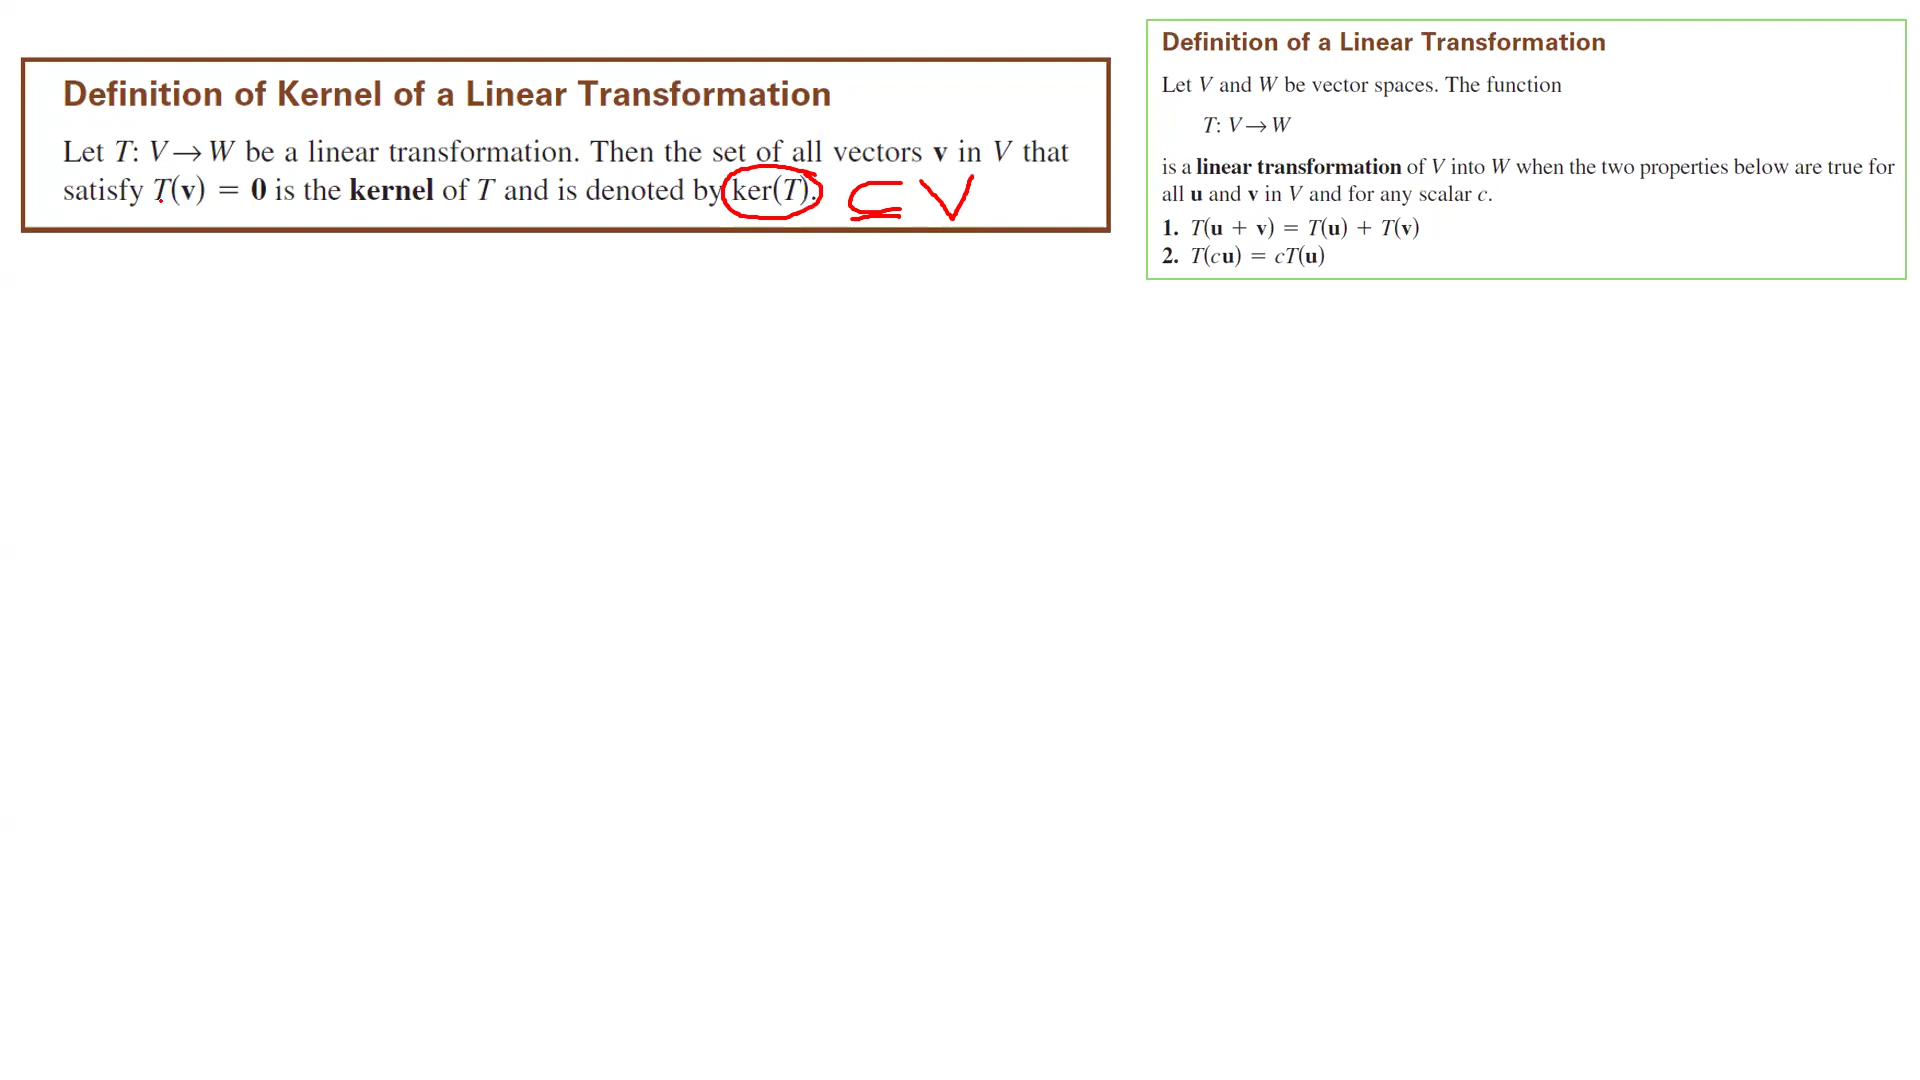 Definition of Kernel of a Linear Transformation
Let T: V→W be a linear transformation. Then the set of all vectors v in V that
satisfy T(v) = 0 is the kernel of T and is denoted by ker(T). ⊆ V
Definition of a Linear Transformation
Let V and W be vector spaces. The function
T: V→W
is a linear transformation of V into W when the two properties below are true for
all u and v in V and for any scalar c.
1. T(u + v) = T(u) + T(v)
2. T(cu) = cT(u)